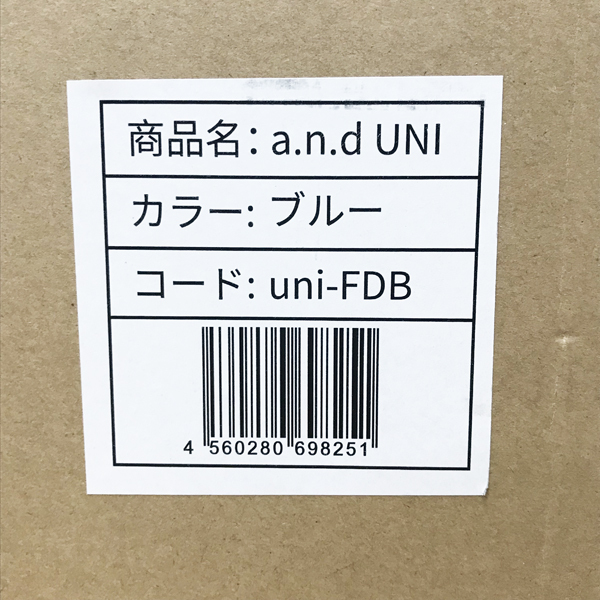 商品名: a.n.d UNI
カラー: ブルー
コード: uni-FDB
4 560280 698251